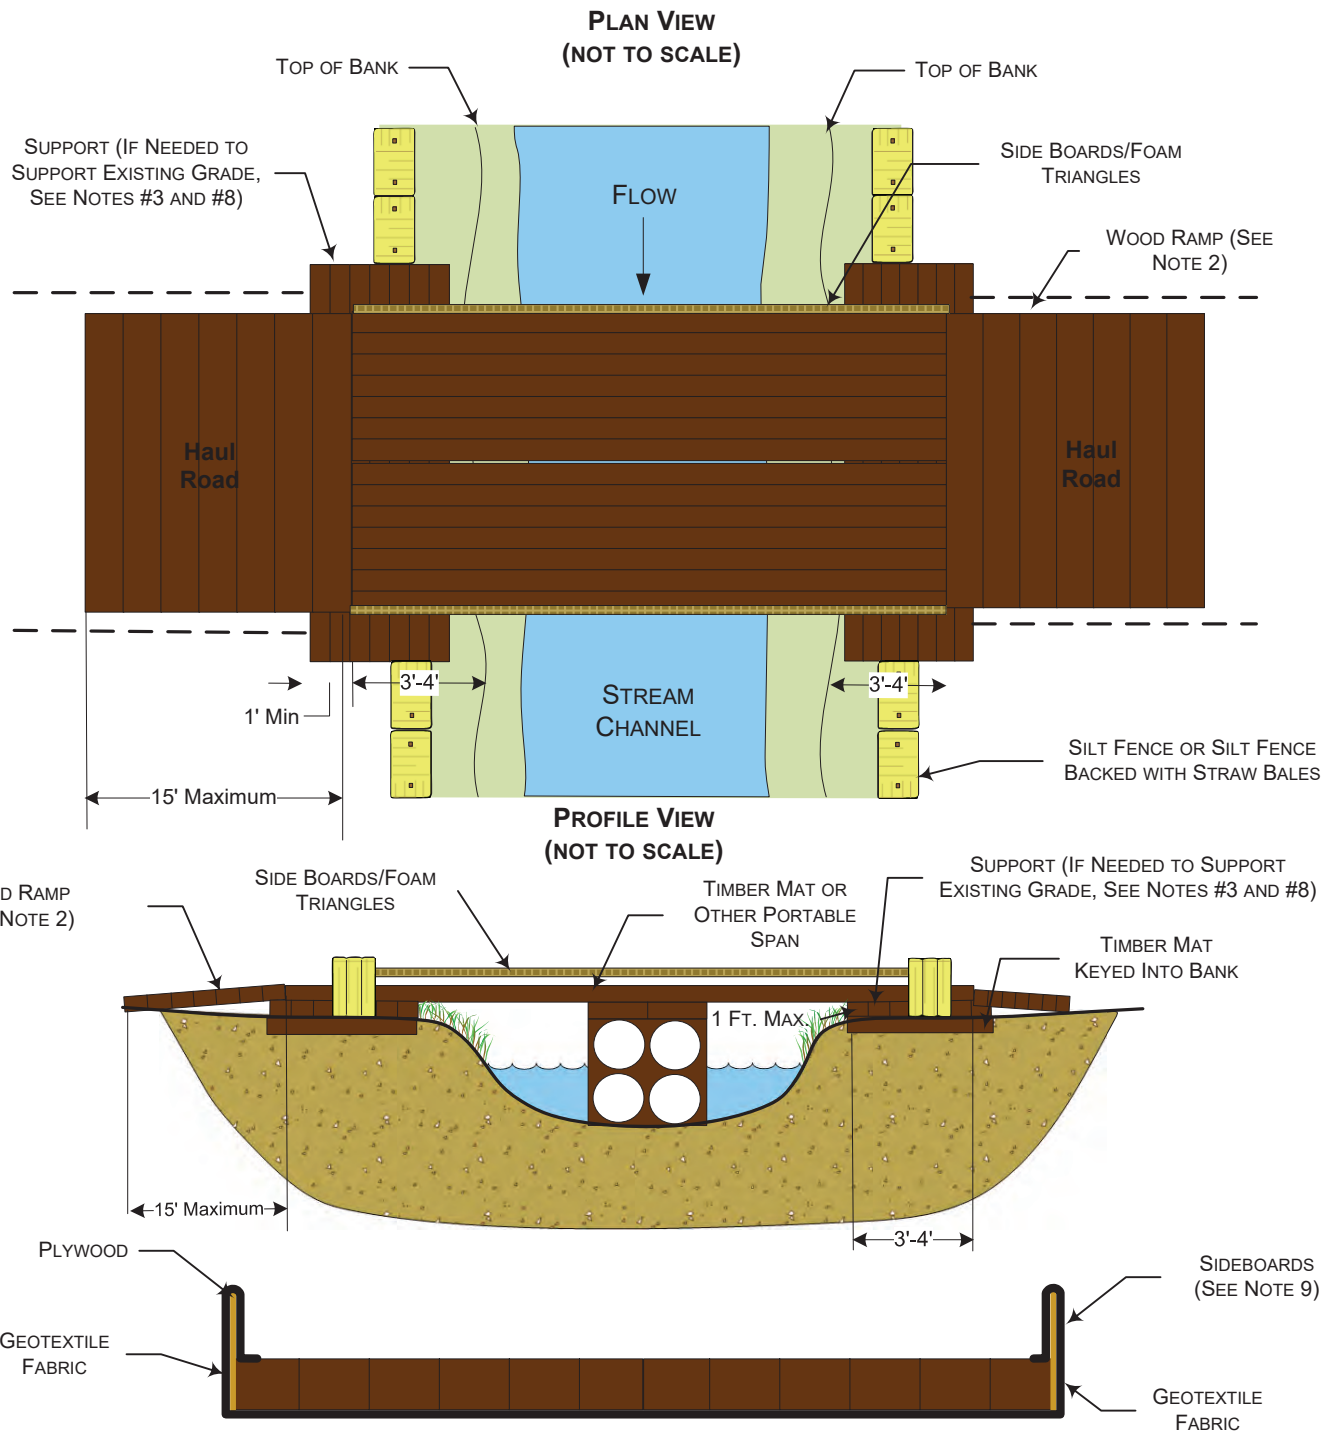 PLAN VIEW
(NOT TO SCALE)
TOP OF BANK
TOP OF BANK
SUPPORT (IF NEEDED TO
SUPPORT EXISTING GRADE,
SEE NOTES #3 AND #8)
SIDE BOARDS/FOAM
TRIANGLES
FLOW
WOOD RAMP (SEE
NOTE 2)
Haul
Road
Haul
Road
3'-4'
3'-4'
1' Min
STREAM
CHANNEL
SILT FENCE OR SILT FENCE
BACKED WITH STRAW BALES
15' Maximum
PROFILE VIEW
(NOT TO SCALE)
D RAMP
NOTE 2)
SIDE BOARDS/FOAM
TRIANGLES
TIMBER MAT OR
OTHER PORTABLE
SPAN
SUPPORT (IF NEEDED TO SUPPORT
EXISTING GRADE, SEE NOTES #3 AND #8)
TIMBER MAT
KEYED INTO BANK
1 FT. MAX.
15' Maximum
3'-4'
PLYWOOD
SIDEBOARDS
(SEE NOTE 9)
GEOTEXTILE
FABRIC
GEOTEXTILE
FABRIC